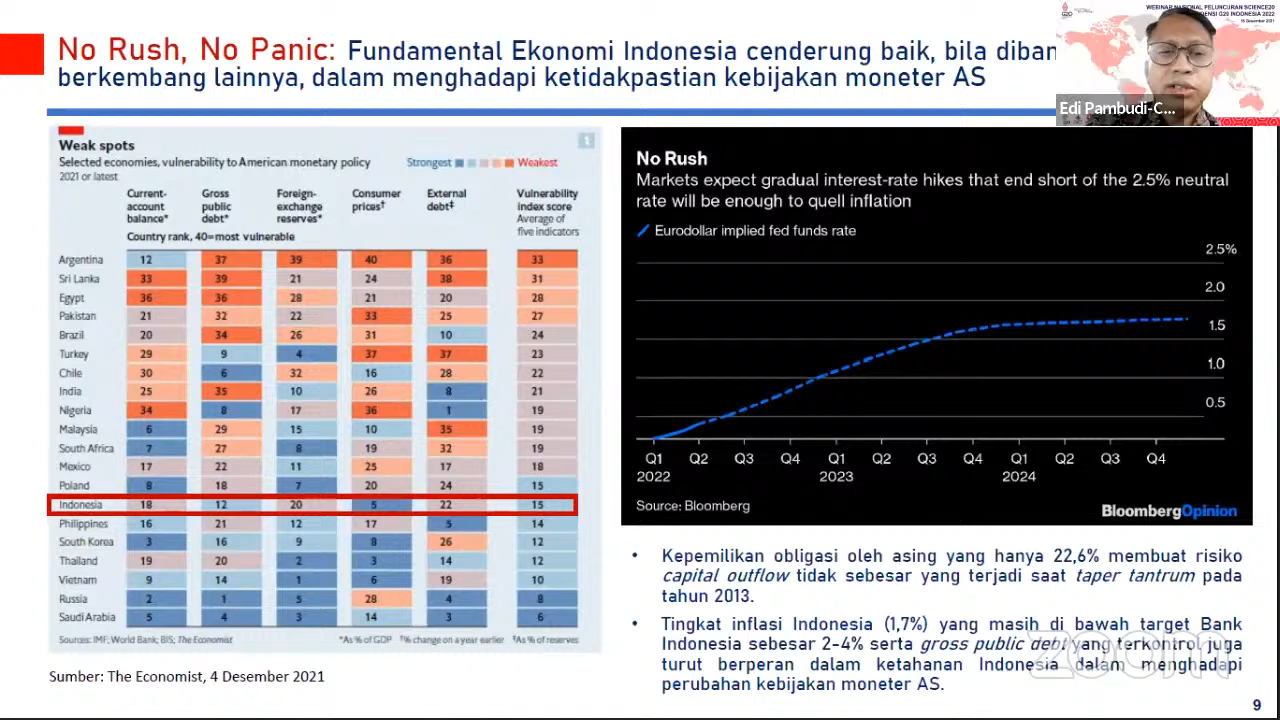 No Rush, No Panic: Fundamental Ekonomi Indonesia cenderung baik, bila diban
berkembang lainnya, dalam menghadapi ketidakpastian kebijakan moneter AS
WEBINAR NASIONAL PELUNCURAN SCIENCE20
DENSI G20 INDONESIA 2022
Edi Pambudi-C...
Weak spots
1
Selected economies, vulnerability to American monetary policy
Strongest Weakest
2021 or latest
Current-account balance* Gross public debt* Foreign-exchange reserves* Consumer prices† External debt‡ Vulnerability index score
Average of five indicators
Country rank, 40=most vulnerable
Argentina 12 37 39 40 36 33
Sri Lanka 33 39 21 24 38 31
Egypt 36 36 28 21 20 28
Pakistan 21 32 22 33 25 27
Brazil 20 34 26 31 10 24
Turkey 29 9 4 37 37 23
Chile 30 6 32 16 28 22
India 25 35 10 26 8 21
Nigeria 34 8 17 36 1 19
Malaysia 6 29 15 10 35 19
South Africa 7 27 8 19 32 19
Mexico 17 22 11 25 17 18
Poland 8 18 7 20 24 15
Indonesia 18 12 20 5 22 15
Philippines 16 21 12 17 5 14
South Korea 3 16 9 8 26 12
Thailand 19 20 2 3 14 12
Vietnam 9 14 1 6 19 10
Russia 2 1 5 28 4 8
Saudi Arabia 5 4 3 14 3 6
Sources: IMF; World Bank; BIS; The Economist *As % of GDP †% change on a year earlier ‡As % of reserves
Sumber: The Economist, 4 Desember 2021
No Rush
Markets expect gradual interest-rate hikes that end short of the 2.5% neutral
rate will be enough to quell inflation
Eurodollar implied fed funds rate
2.5%
2.0
1.5
1.0
0.5
Q1 Q2 Q3 Q4 Q1 Q2 Q3 Q4 Q1 Q2 Q3 Q4
2022 2023 2024
Source: Bloomberg
BloombergOpinion
• Kepemilikan obligasi oleh asing yang hanya 22,6% membuat risiko
capital outflow tidak sebesar yang terjadi saat taper tantrum pada
tahun 2013.
• Tingkat inflasi Indonesia (1,7%) yang masih di bawah target Bank
Indonesia sebesar 2-4% serta gross public debt yang terkontrol juga
turut berperan dalam ketahanan Indonesia dalam menghadapi
perubahan kebijakan moneter AS.
zoom
9